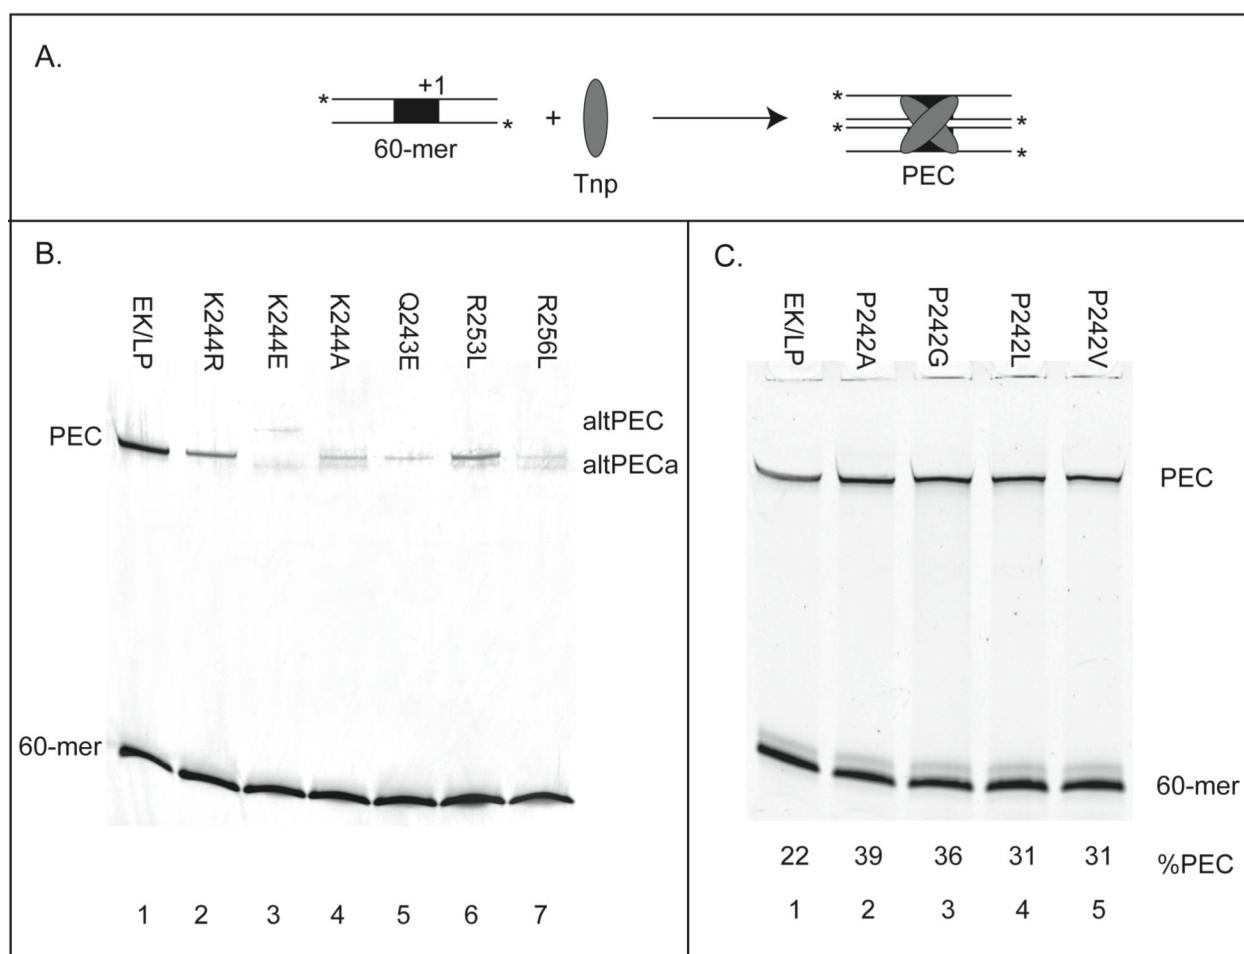 A.
+1
*
*
60-mer
+
Tnp
*
*
*
*
PEC
B.
EK/LP K244R K244E K244A Q243E R253L R256L
PEC
altPEC
altPECa
60-mer
1 2 3 4 5 6 7
C.
EK/LP P242A P242G P242L P242V
PEC
60-mer
22 39 36 31 31 %PEC
1 2 3 4 5